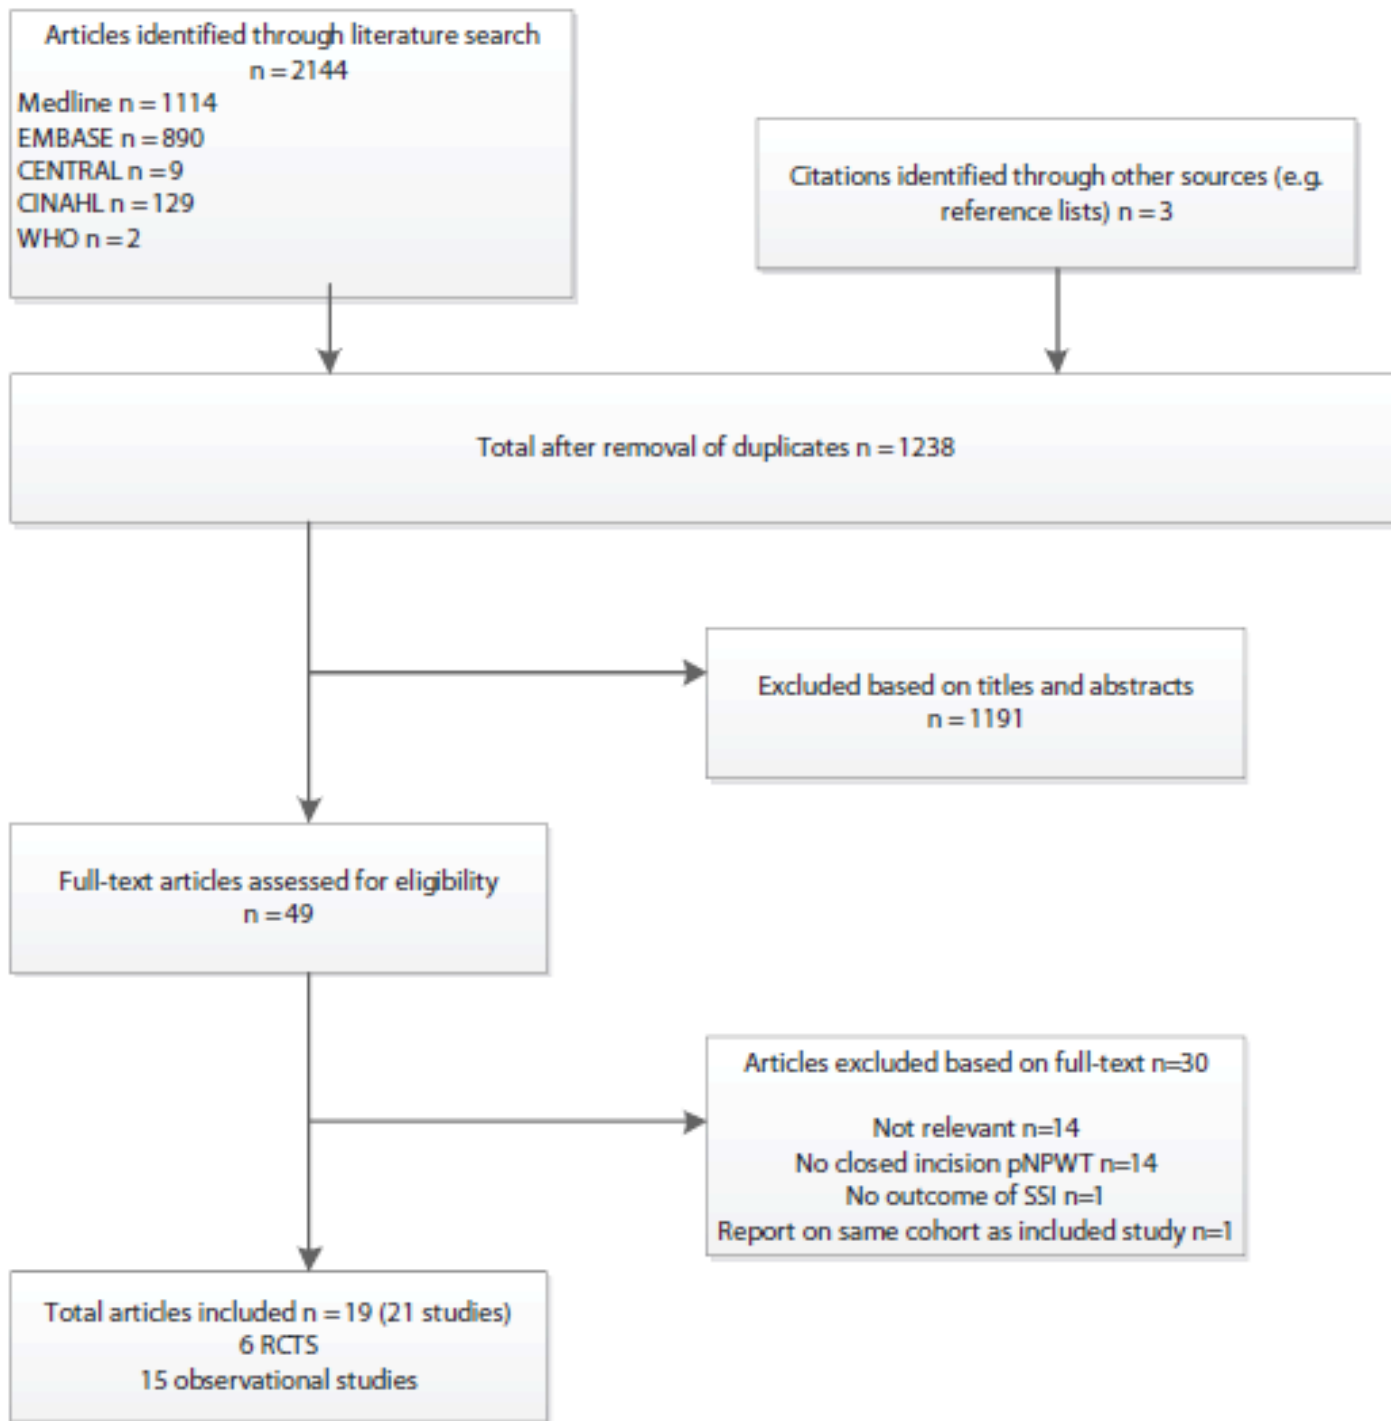 Articles identified through literature search
n = 2144
Medline n = 1114
EMBASE n = 890
CENTRAL n = 9
CINAHL n = 129
WHO n = 2
Citations identified through other sources (e.g.
reference lists) n = 3
Total after removal of duplicates n = 1238
Excluded based on titles and abstracts
n = 1191
Full-text articles assessed for eligibility
n = 49
Articles excluded based on full-text n=30
Not relevant n=14
No closed incision pNPWT n=14
No outcome of SSI n=1
Report on same cohort as included study n=1
Total articles included n = 19 (21 studies)
6 RCTS
15 observational studies